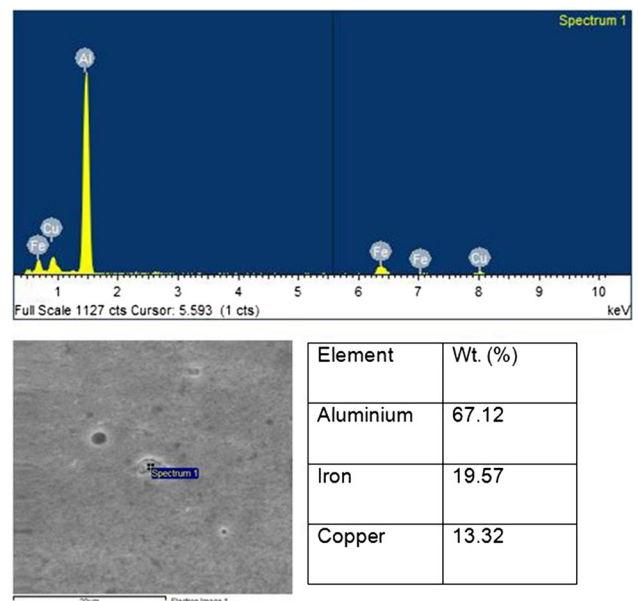 Spectrum 1
Al
Cu
Fe
Fe
Fe
Cu
1 2 3 4 5 6 7 8 9 10
Full Scale 1127 cts Cursor: 5.593 (1 cts)
keV
Spectrum 1
20um
Electron Image 1
Element Wt. (%)
Aluminium 67.12
Iron 19.57
Copper 13.32